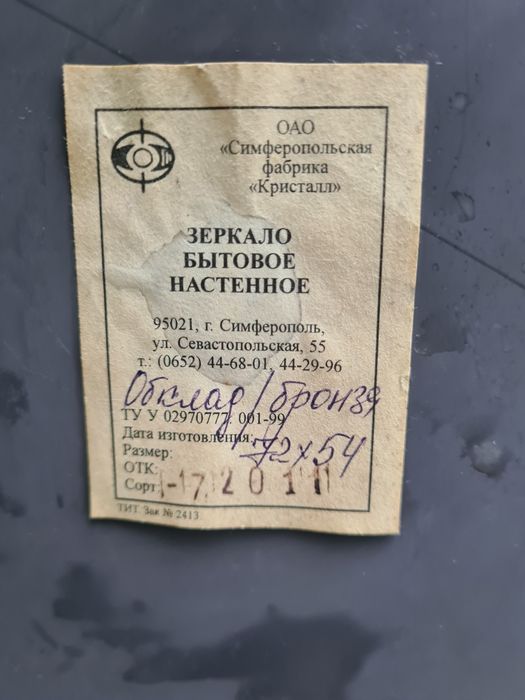 ОАО
«Симферопольская
фабрика
«Кристалл»
ЗЕРКАЛО
БЫТОВОЕ
НАСТЕННОЕ
95021, г. Симферополь,
ул. Севастопольская, 55
т.: (0652) 44-68-01, 44-29-96
Обклад/бронза
ТУ У 02970777. 001-99
Дата изготовления:
Размер: 72х54
ОТК:
Сорт -17 2011
ТИТ. Зак № 2413